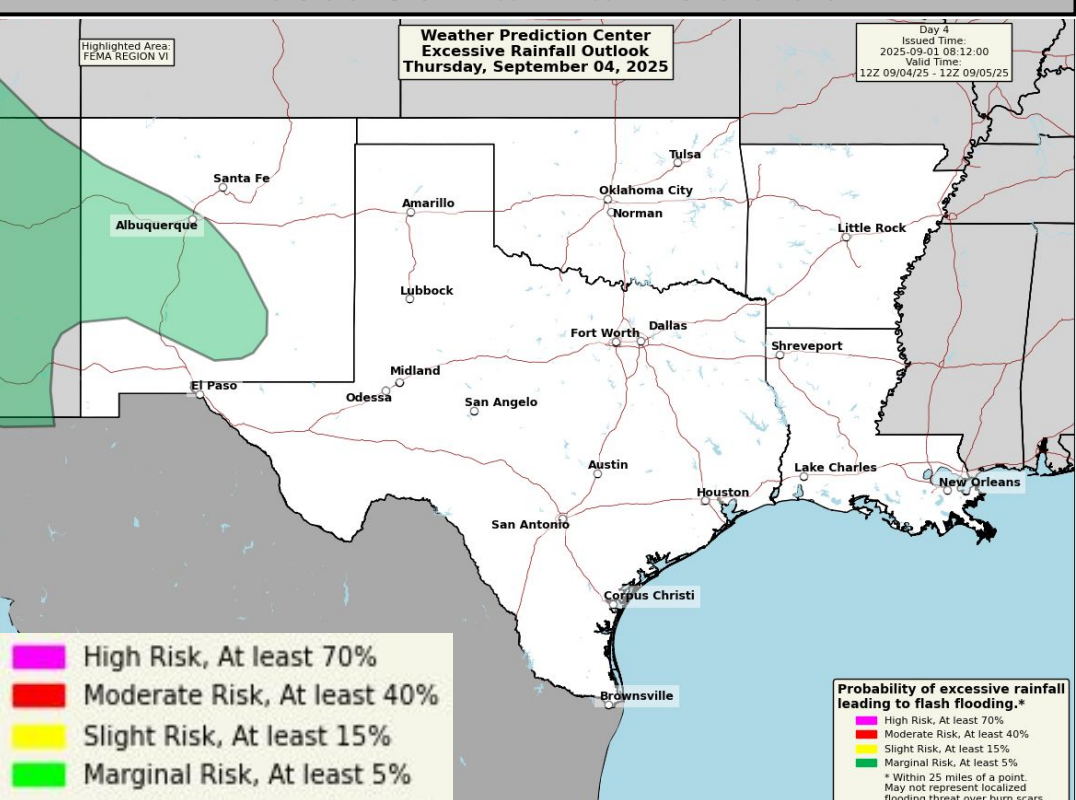 Highlighted Area:
FEMA REGION VI
Weather Prediction Center
Excessive Rainfall Outlook
Thursday, September 04, 2025
Day 4
Issued Time:
2025-09-01 08:12:00
Valid Time:
12Z 09/04/25 - 12Z 09/05/25
Tulsa
Santa Fe
Oklahoma City
Amarillo
Norman
Albuquerque
Little Rock
Lubbock
Fort Worth
Dallas
Shreveport
Midland
El Paso
Odessa
San Angelo
Austin
Lake Charles
New Orleans
Houston
San Antonio
Corpus Christi
Brownsville
High Risk, At least 70%
Moderate Risk, At least 40%
Slight Risk, At least 15%
Marginal Risk, At least 5%
Probability of excessive rainfall
leading to flash flooding.*
High Risk, At least 70%
Moderate Risk, At least 40%
Slight Risk, At least 15%
Marginal Risk, At least 5%
* Within 25 miles of a point.
May not represent localized
flooding threat over burn scars